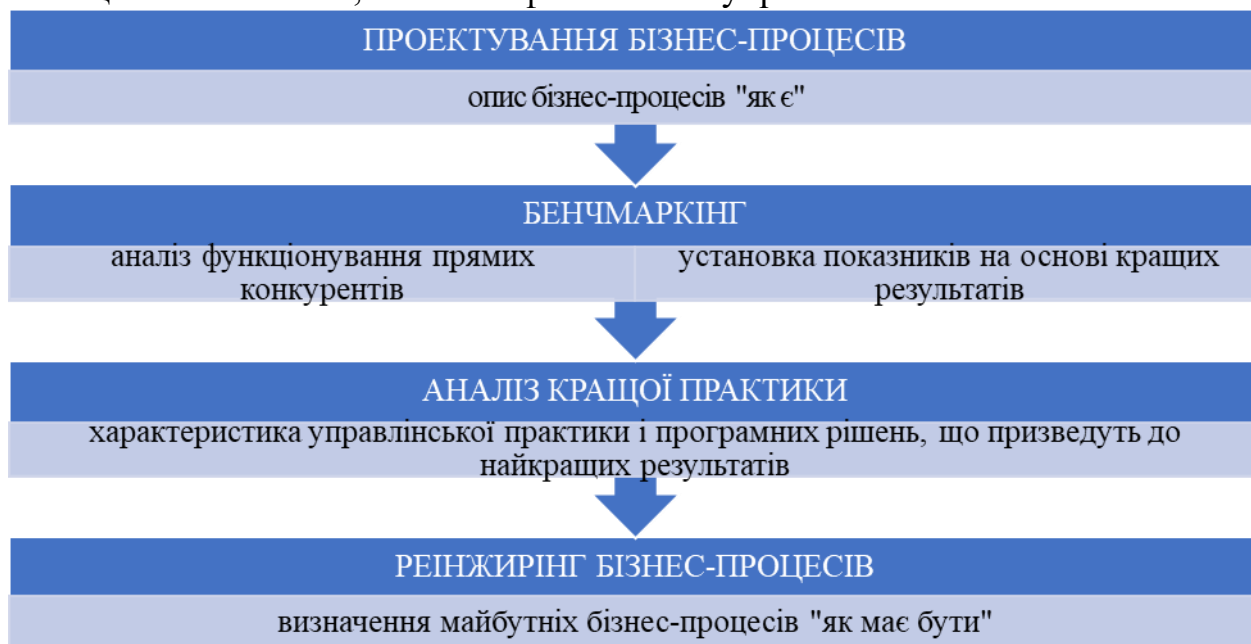 ПРОЕКТУВАННЯ БІЗНЕС-ПРОЦЕСІВ
опис бізнес-процесів "як є"
БЕНЧМАРКІНГ
аналіз функціонування прямих
конкурентів
установка показників на основі кращих
результатів
АНАЛІЗ КРАЩОЇ ПРАКТИКИ
характеристика управлінської практики і програмних рішень, що призведуть до
найкращих результатів
РЕІНЖИРІНГ БІЗНЕС-ПРОЦЕСІВ
визначення майбутніх бізнес-процесів "як має бути"